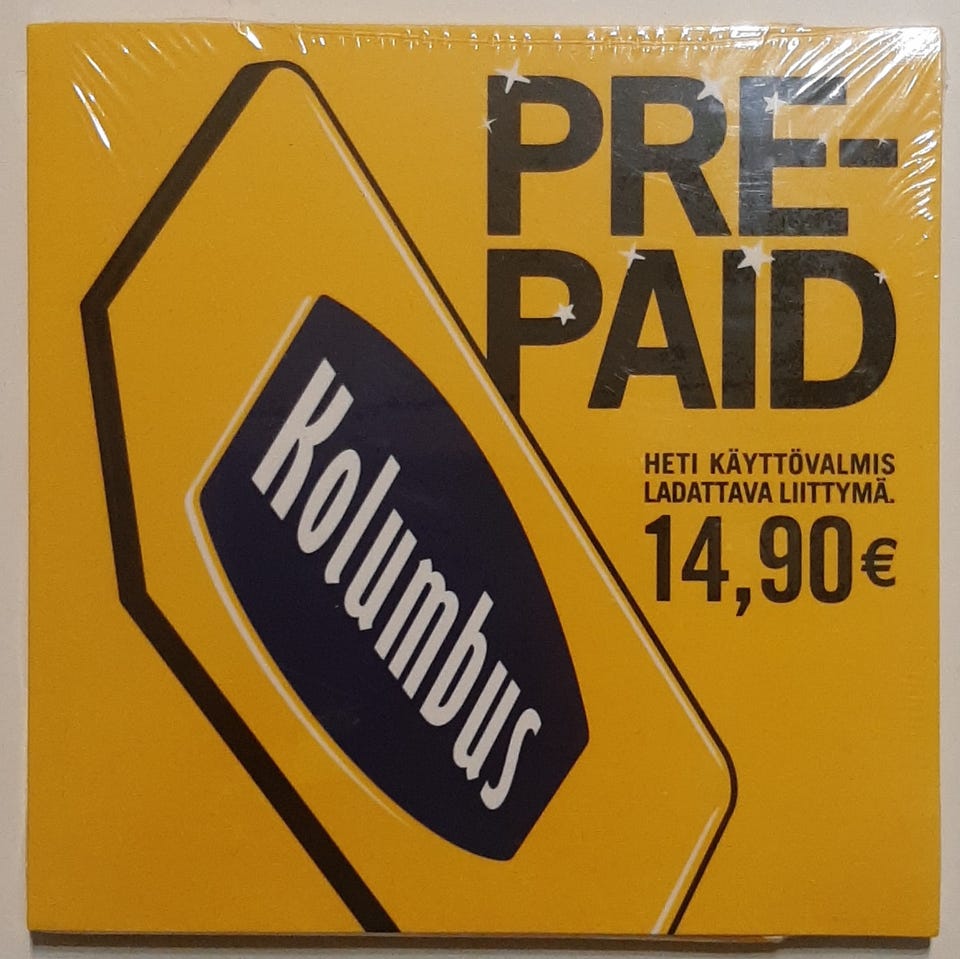 PRE-
PAID
HETI KÄYTTÖVALMIS
LADATTAVA LIITTYMÄ.
14,90€
Kolumbus